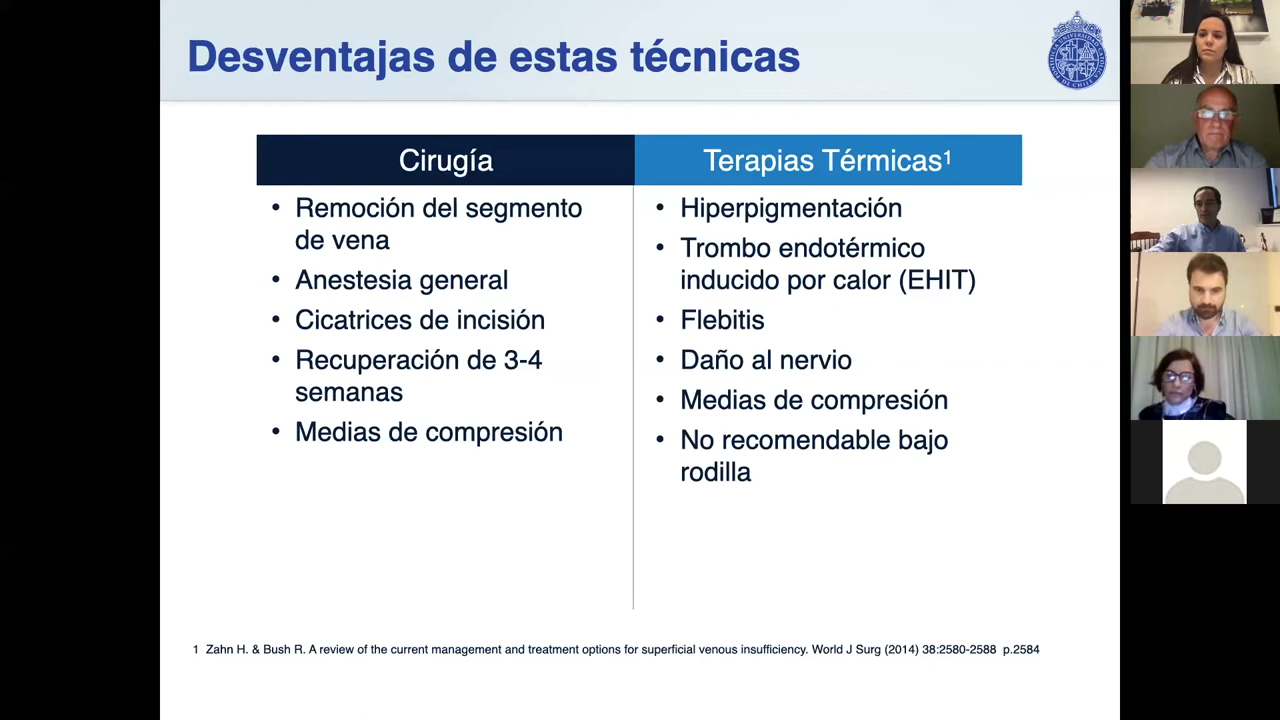 Desventajas de estas técnicas
Cirugía
Remoción del segmento
de vena
Anestesia general
Cicatrices de incisión
Recuperación de 3-4
semanas
Medias de compresión
Terapias Térmicas¹
Hiperpigmentación
Trombo endotérmico
inducido por calor (EHIT)
Flebitis
Daño al nervio
Medias de compresión
No recomendable bajo
rodilla
1 Zahn H. & Bush R. A review of the current management and treatment options for superficial venous insufficiency. World J Surg (2014) 38:2580-2588 p.2584